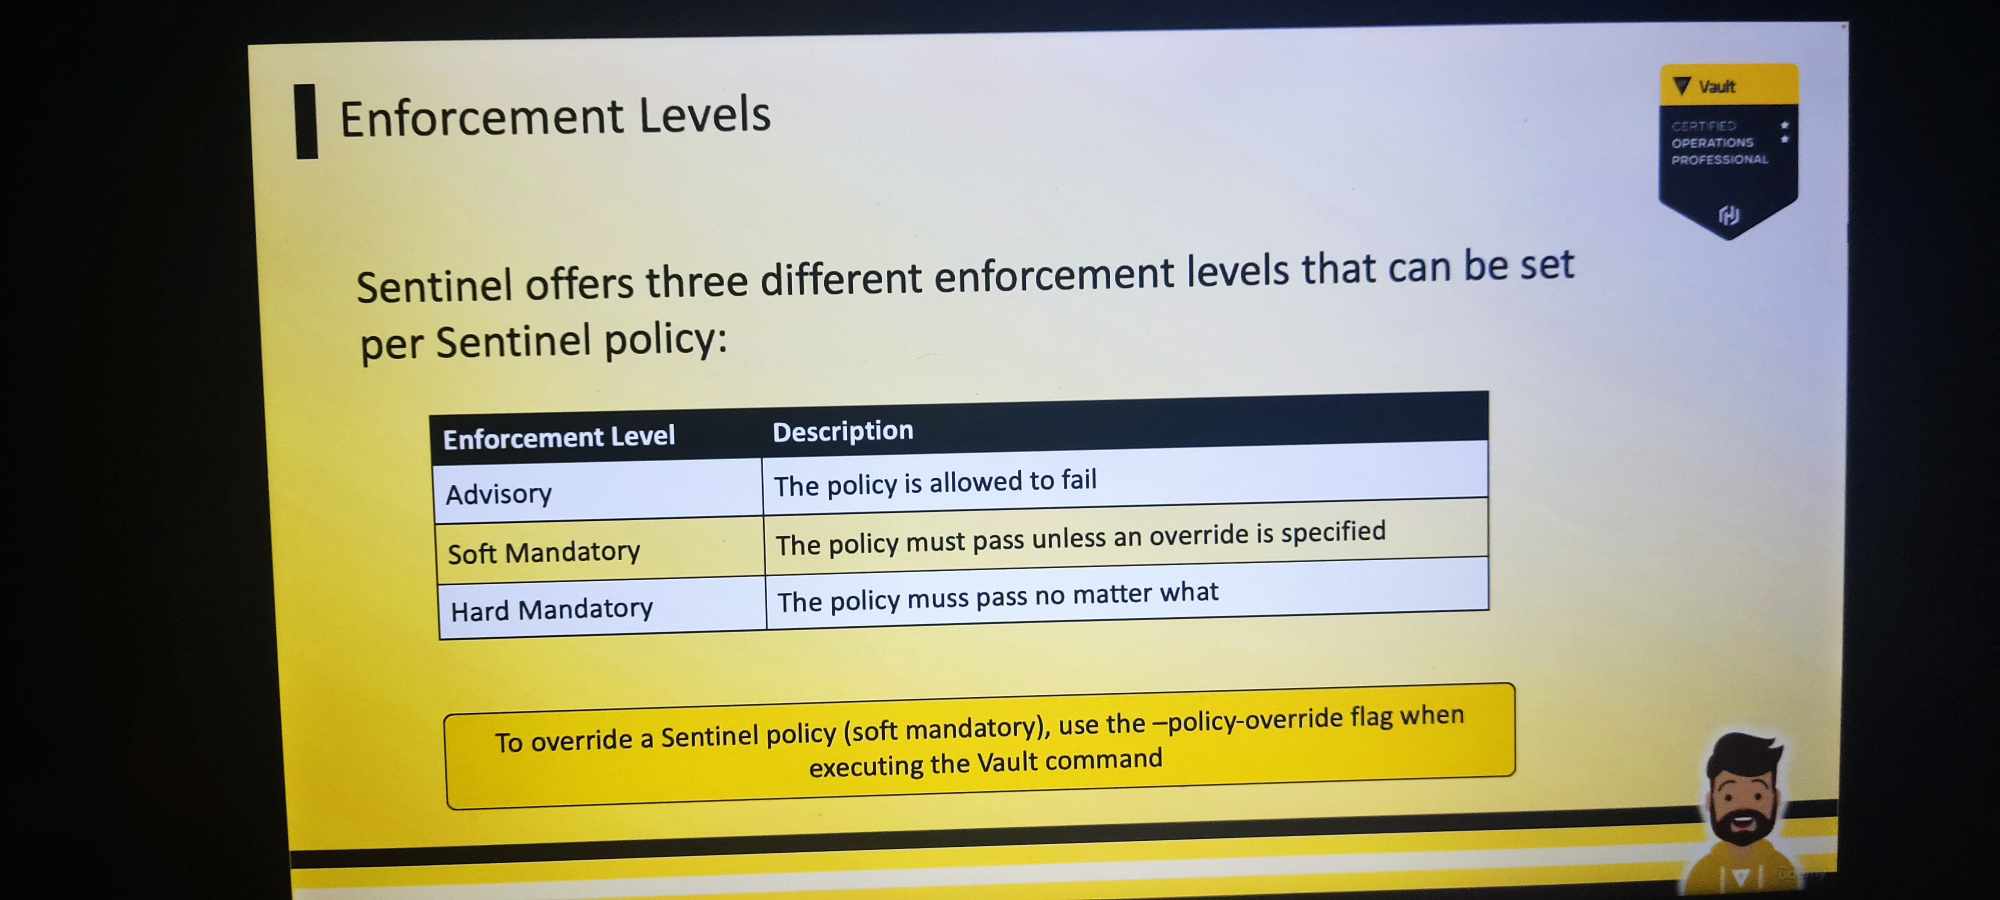 Enforcement Levels
Vault
CERTIFIED
OPERATIONS
PROFESSIONAL
Sentinel offers three different enforcement levels that can be set
per Sentinel policy:
Enforcement Level Description
Advisory The policy is allowed to fail
Soft Mandatory The policy must pass unless an override is specified
Hard Mandatory The policy muss pass no matter what
To override a Sentinel policy (soft mandatory), use the –policy-override flag when
executing the Vault command